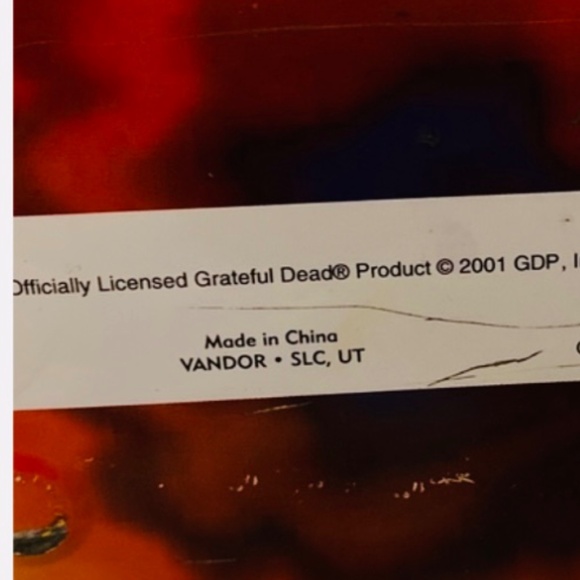 Officially Licensed Grateful Dead® Product © 2001 GDP,
Made in China
VANDOR • SLC, UT